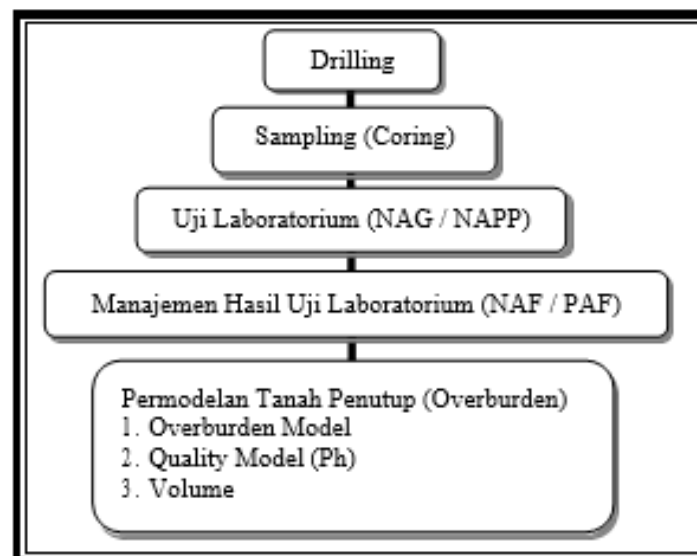 Drilling
Sampling (Coring)
Uji Laboratorium (NAG / NAPP)
Manajemen Hasil Uji Laboratorium (NAF / PAF)
Permodelan Tanah Penutup (Overburden)
1. Overburden Model
2. Quality Model (Ph)
3. Volume